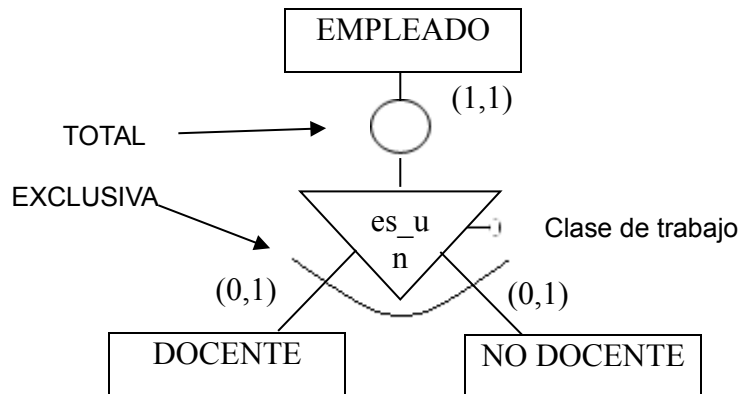 EMPLEADO
(1,1)
TOTAL
EXCLUSIVA
es_u
n
Clase de trabajo
(0,1)
(0,1)
DOCENTE
NO DOCENTE